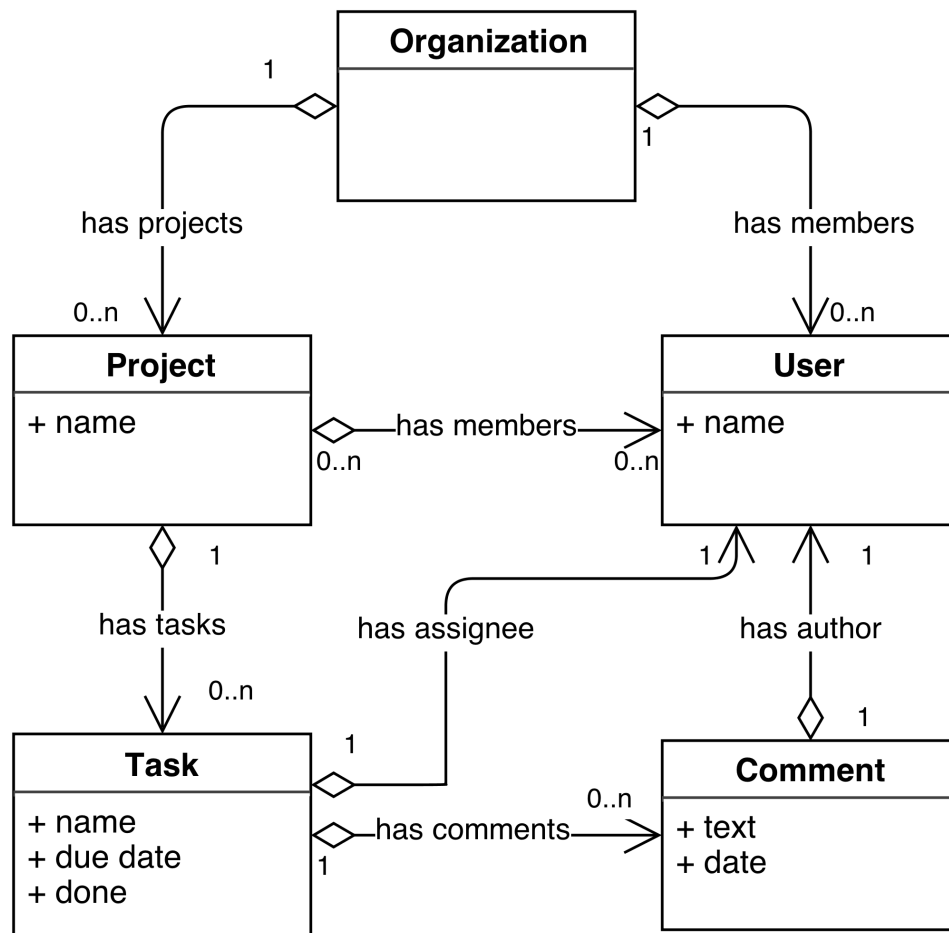 Organization
1
1
has projects
has members
0..n
0..n
Project
User
+ name
+ name
has members
0..n
0..n
1
1
1
has tasks
has assignee
has author
0..n
1
1
Task
Comment
0..n
+ name
+ text
has comments
+ due date
+ date
1
+ done